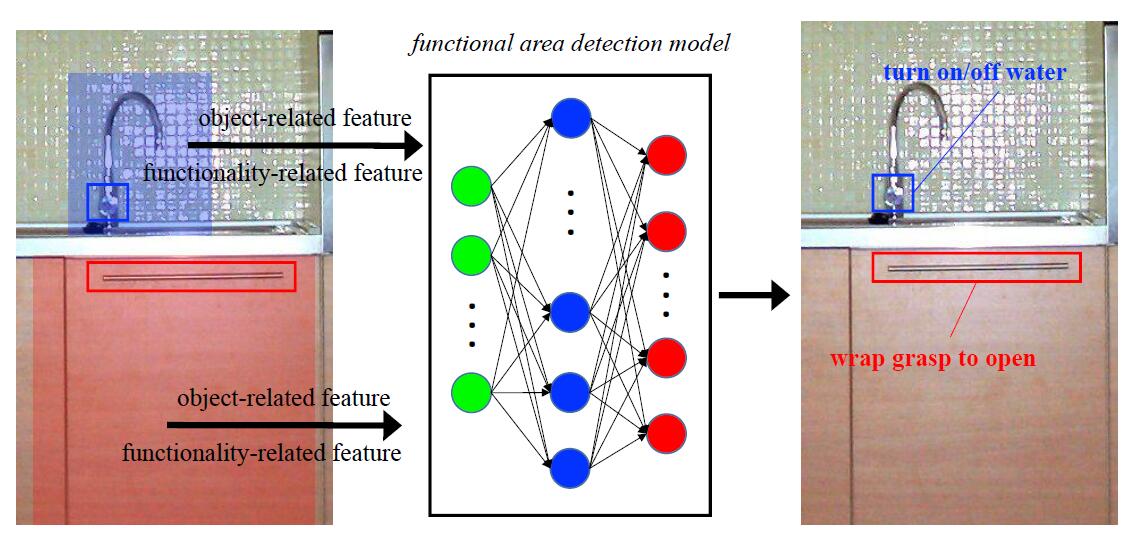 functional area detection model
object-related feature
functionality-related feature
object-related feature
functionality-related feature
turn on/off water
wrap grasp to open